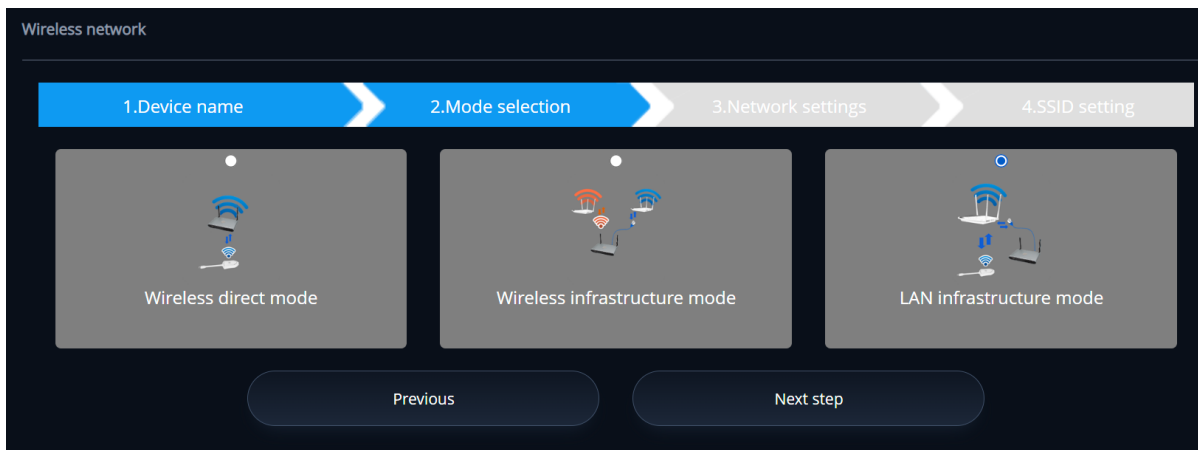 Wireless network
1.Device name
2.Mode selection
3.Network settings
4.SSID setting
Wireless direct mode
Wireless infrastructure mode
LAN infrastructure mode
Previous
Next step